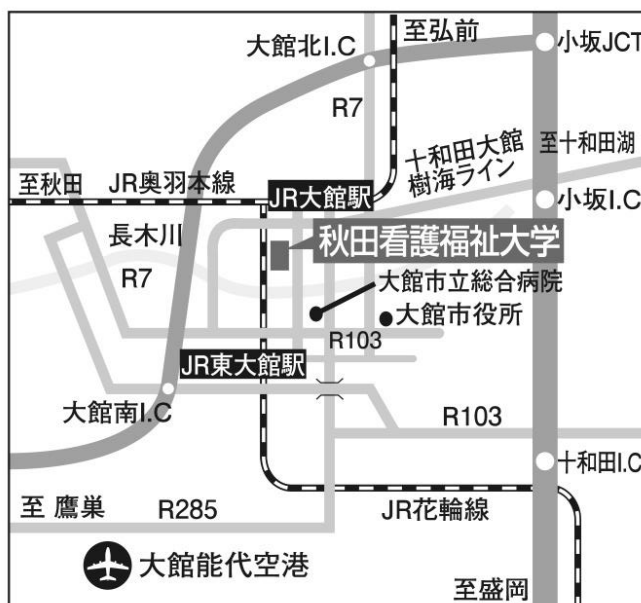 至弘前
大館北I.C
小坂JCT
R7
十和田大館
樹海ライン
至十和田湖
至秋田
JR奥羽本線
JR大館駅
小坂I.C
長木川
秋田看護福祉大学
R7
大館市立総合病院
大館市役所
R103
JR東大館駅
大館南I.C
R103
十和田I.C
至 鷹巣
R285
JR花輪線
大館能代空港
至盛岡